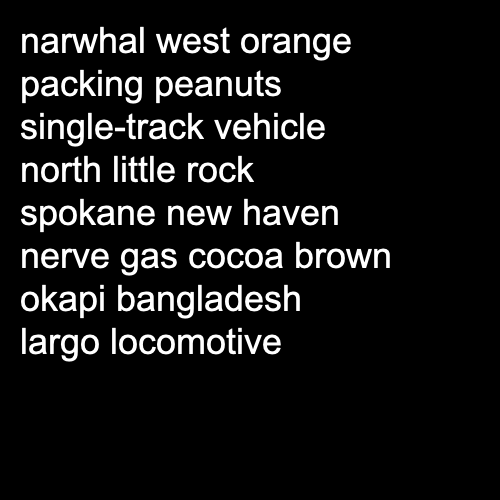 narwhal west orange
packing peanuts
single-track vehicle
north little rock
spokane new haven
nerve gas cocoa brown
okapi bangladesh
largo locomotive